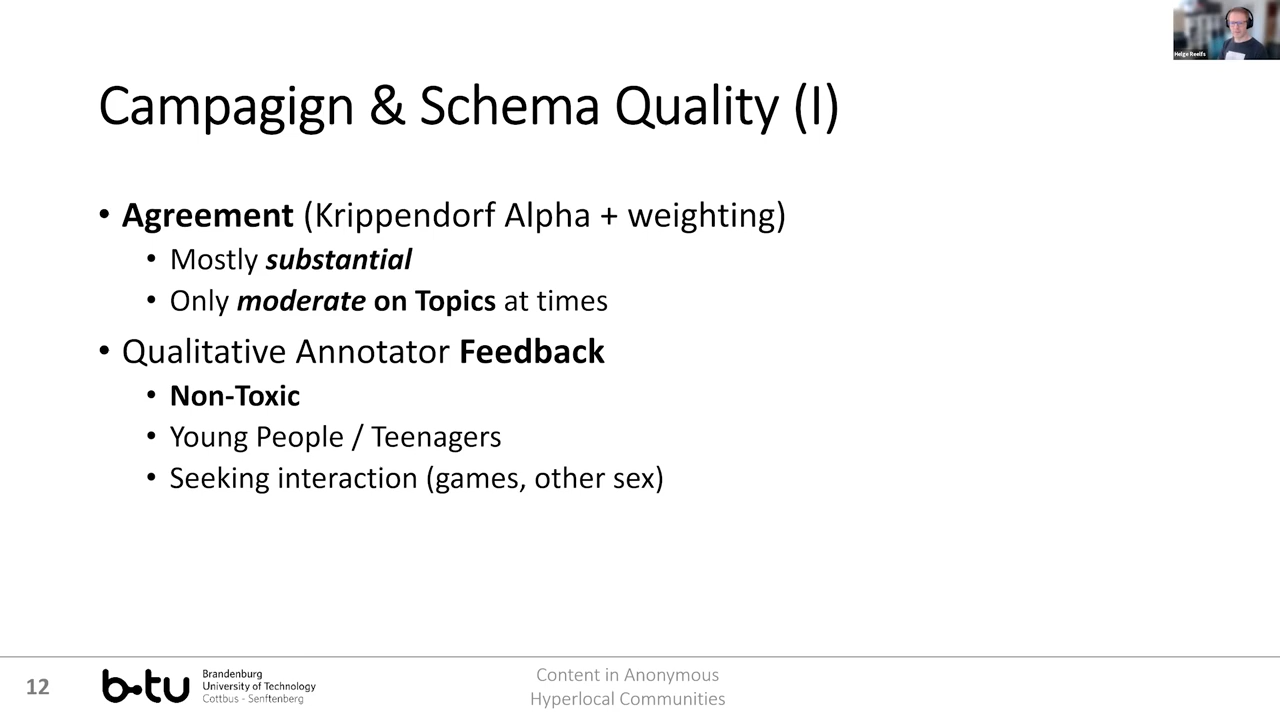 Helge Reelfs
Campagign & Schema Quality (I)
• Agreement (Krippendorf Alpha + weighting)
• Mostly substantial
• Only moderate on Topics at times
• Qualitative Annotator Feedback
• Non-Toxic
• Young People / Teenagers
• Seeking interaction (games, other sex)
12
b-tu
Brandenburg
University of Technology
Cottbus - Senftenberg
Content in Anonymous
Hyperlocal Communities